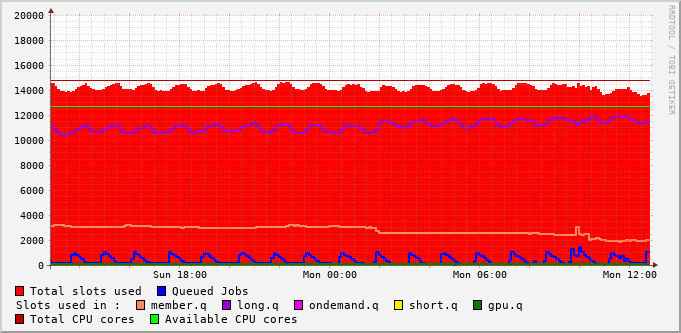 RRDTOOL / TOBI OETIKER
20000
18000
16000
14000
12000
10000
8000
6000
4000
2000
0
Sun 18:00 Mon 00:00 Mon 06:00 Mon 12:00
Total slots used Queued Jobs
Slots used in : member.q long.q ondemand.q short.q gpu.q
Total CPU cores Available CPU cores